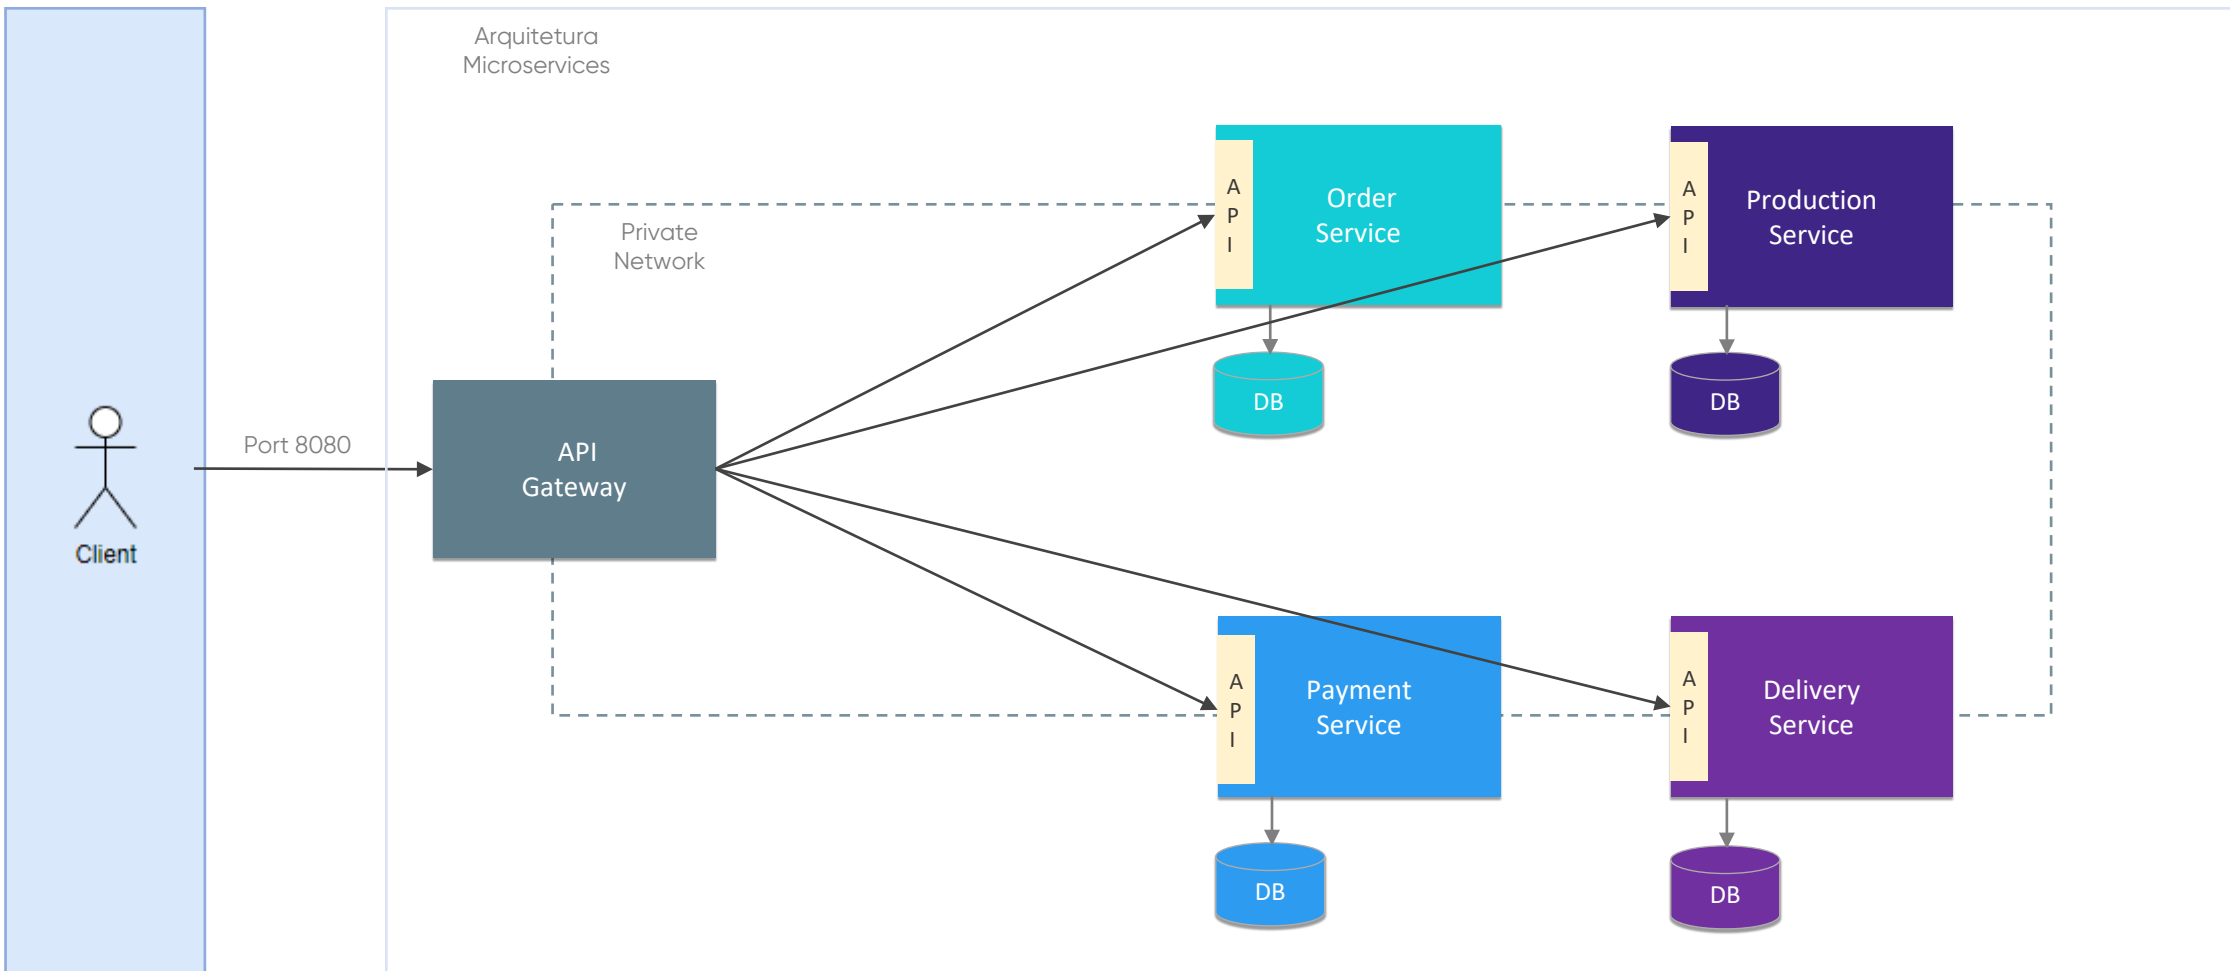 Arquitetura
Microservices
Private
Network
Client
Port 8080
API
Gateway
A
P
I
Order
Service
DB
A
P
I
Production
Service
DB
A
P
I
Payment
Service
DB
A
P
I
Delivery
Service
DB